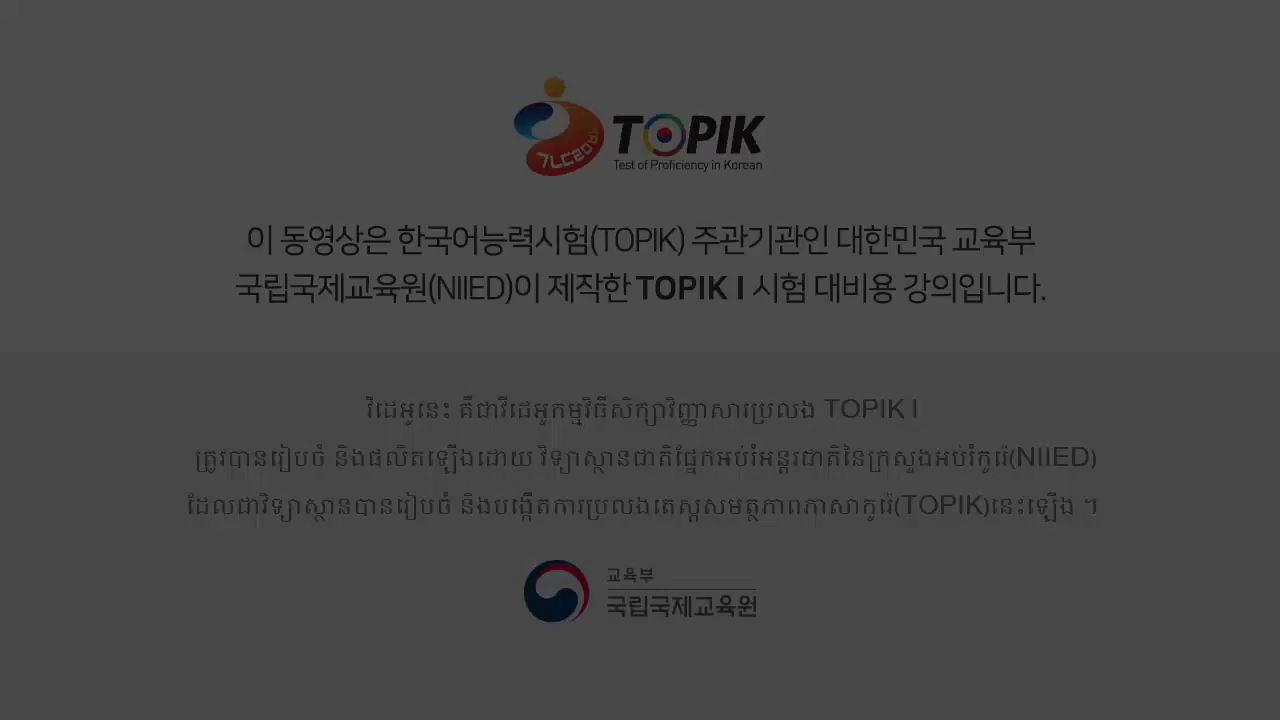 TOPIK
Test of Proficiency in Korean
이 동영상은 한국어능력시험(TOPIK) 주관기관인 대한민국 교육부
국립국제교육원(NIIED)이 제작한 TOPIK I 시험 대비용 강의입니다.
វិដេអូនេះ គឺជាវីដេអូកម្មវិធីសិក្សាវិញ្ញាសារប្រលង TOPIK I
ត្រូវបានរៀបចំ និងផលិតឡើងដោយ វិទ្យាស្ថានជាតិផ្នែកអប់រំអន្តរជាតិនៃក្រសួងអប់រំកូរ៉េ(NIIED)
ដែលជាវិទ្យាស្ថានបានរៀបចំ និងបង្កើតការប្រលងតេស្តសមត្ថភាពភាសាកូរ៉េ(TOPIK)នេះឡើង ។
교육부
국립국제교육원